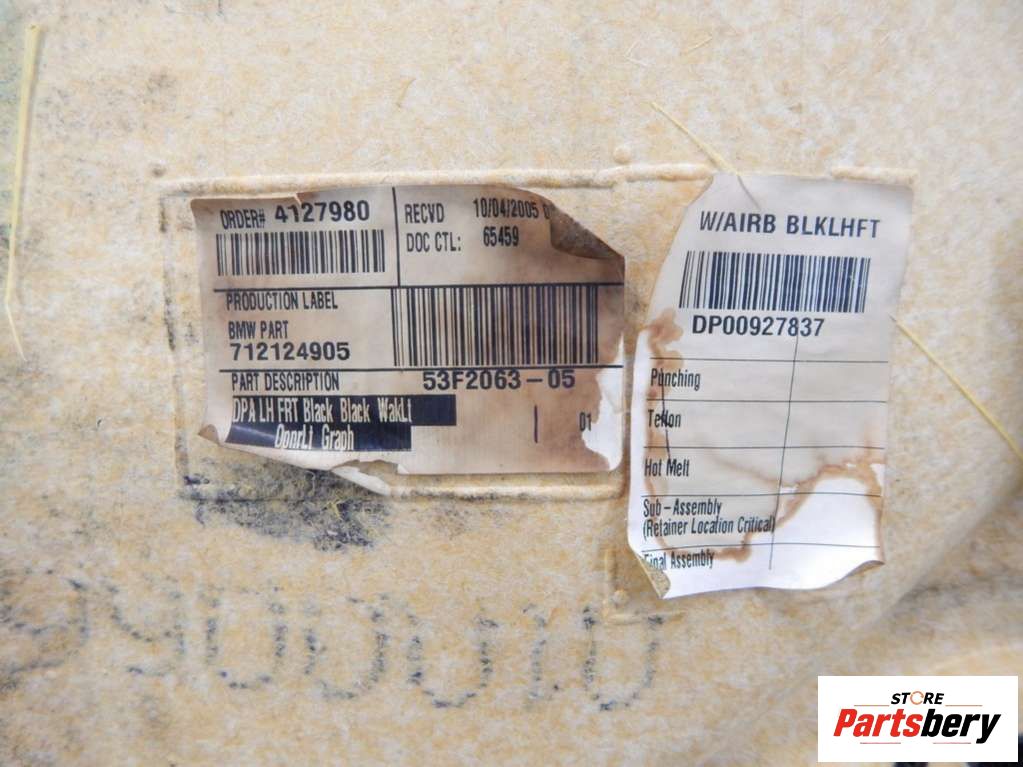 ORDER# 4127980
RECVD 10/04/2005
DOC CTL: 65459
PRODUCTION LABEL
BMW PART
712124905
PART DESCRIPTION
53F2063-05
DPA LH FRT Black Black WakLt
DonrLt Graph
01
W/AIRB BLKLHFT
DP00927837
Punching
Teflon
Hot Melt
Sub-Assembly
(Retainer Location Critical)
Final Assembly
STORE
Partsbery